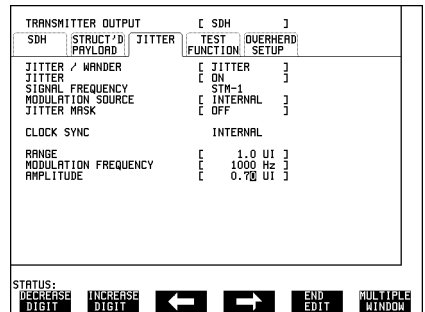 TRANSMITTER OUTPUT [ SDH ]
SDH STRUCT'D PAYLOAD JITTER TEST FUNCTION OVERHEAD SETUP
JITTER / WANDER [ JITTER ]
JITTER [ ON ]
SIGNAL FREQUENCY STM-1
MODULATION SOURCE [ INTERNAL ]
JITTER MASK [ OFF ]
CLOCK SYNC INTERNAL
RANGE [ 1.0 UI ]
MODULATION FREQUENCY [ 1000 Hz ]
AMPLITUDE [ 0.70 UI ]
STATUS:
DECREASE DIGIT INCREASE DIGIT END EDIT MULTIPLE WINDOW